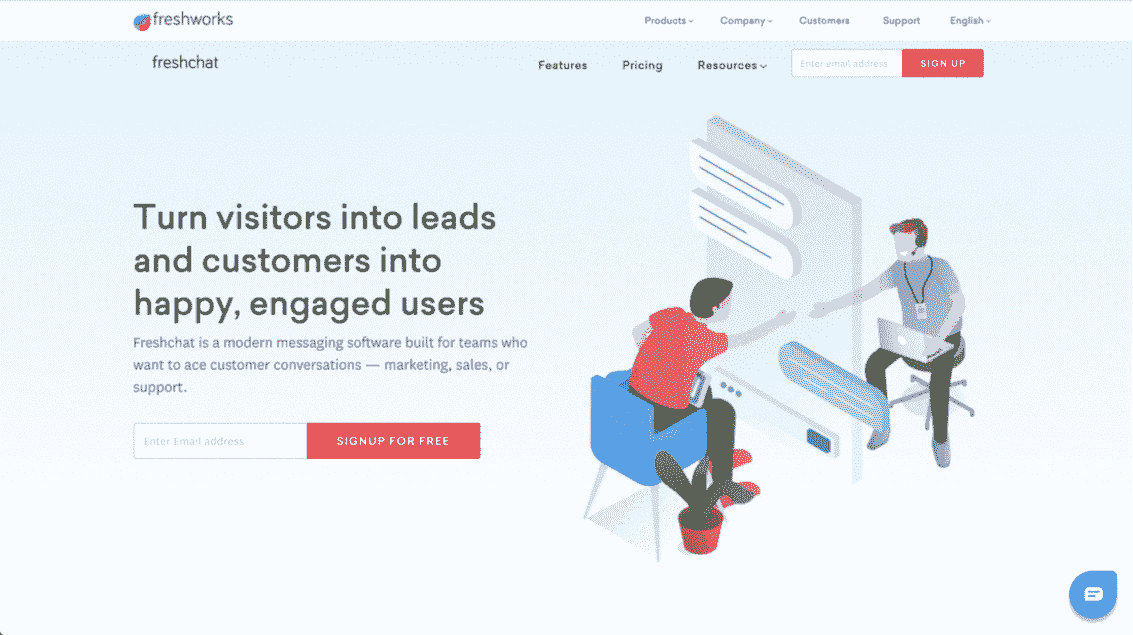 freshworks
Products Company Customers Support English
freshchat
Features Pricing Resources Enter email address SIGN UP
Turn visitors into leads
and customers into
happy, engaged users
Freshchat is a modern messaging software built for teams who
want to ace customer conversations — marketing, sales, or
support.
Enter Email address SIGNUP FOR FREE